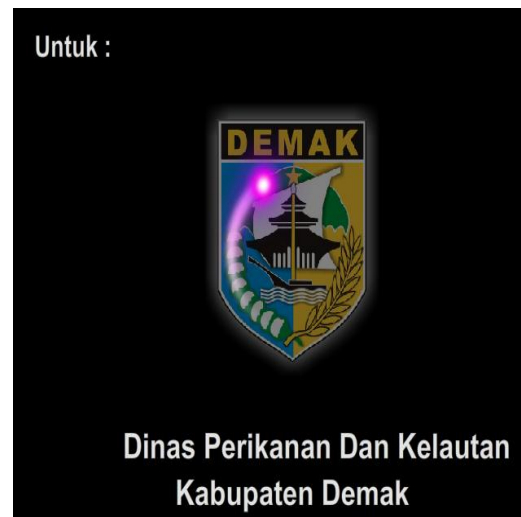 Untuk :
DEMAK
Dinas Perikanan Dan Kelautan
Kabupaten Demak